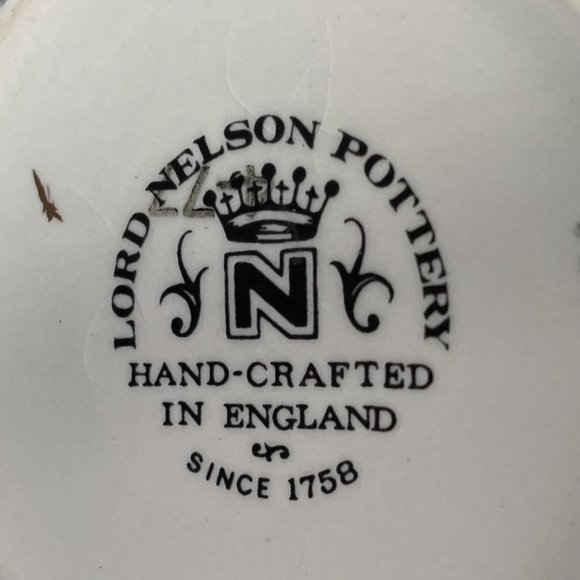 LORD NELSON POTTERY
N
HAND-CRAFTED
IN ENGLAND
SINCE 1758